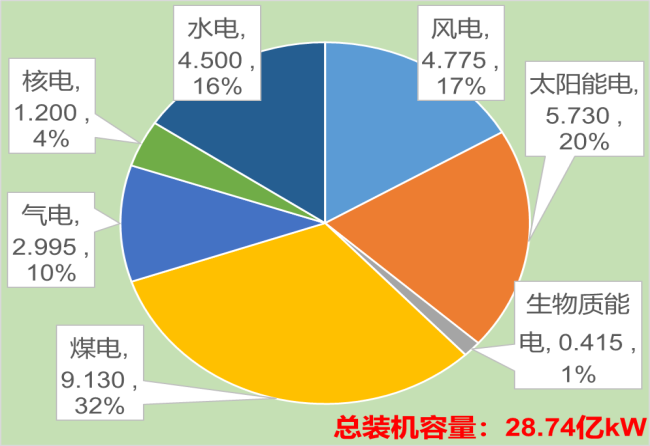 水电,
4.500 ,
16%
风电,
4.775 ,
17%
核电,
1.200 ,
4%
太阳能电,
5.730 ,
20%
气电,
2.995 ,
10%
生物质能
电, 0.415 ,
1%
煤电,
9.130 ,
32%
总装机容量：28.74亿kW